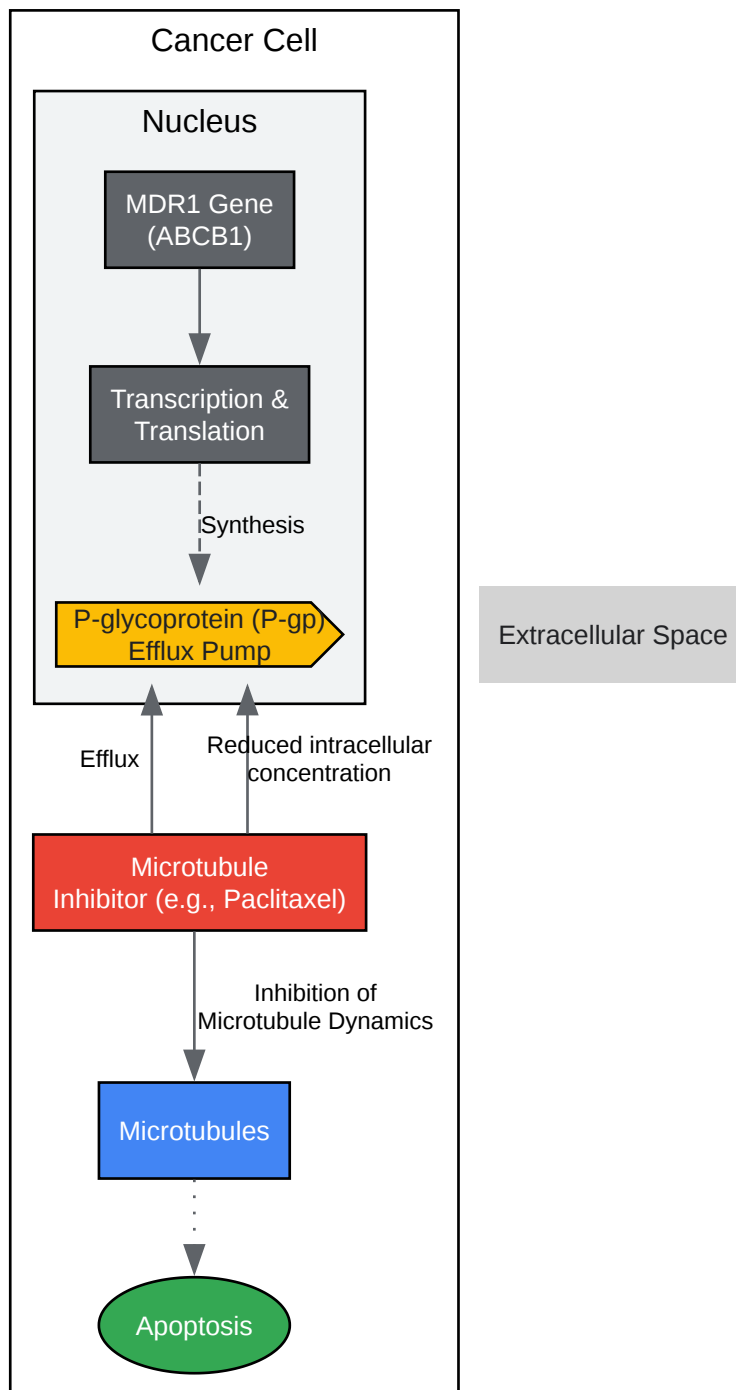 Cancer Cell
Nucleus
MDR1 Gene
(ABCB1)
Transcription &
Translation
Synthesis
P-glycoprotein (P-gp)
Efflux Pump
Extracellular Space
Efflux
Reduced intracellular
concentration
Microtubule
Inhibitor (e.g., Paclitaxel)
Inhibition of
Microtubule Dynamics
Microtubules
Apoptosis